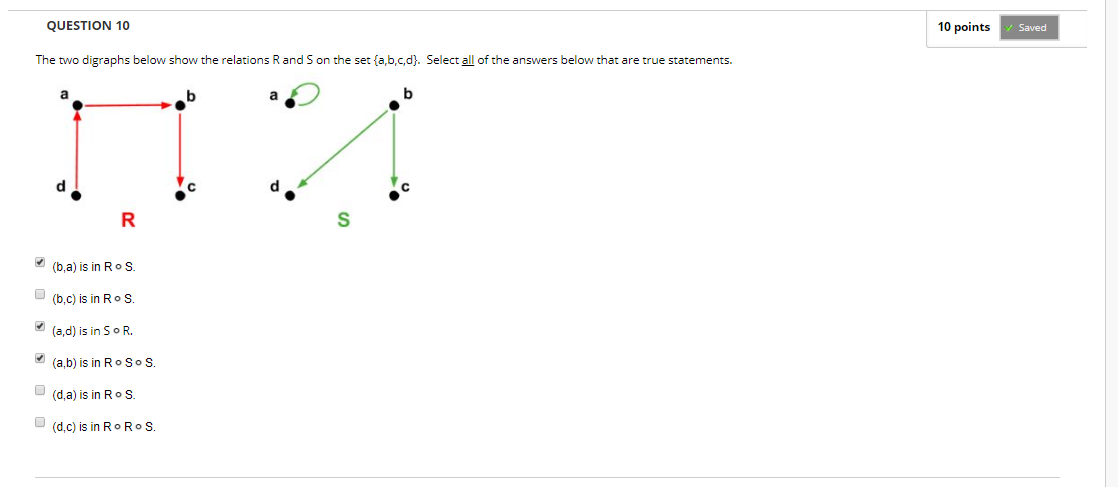 QUESTION 10
10 points
✓ Saved
The two digraphs below show the relations R and S on the set {a,b,c,d}. Select all of the answers below that are true statements.
a b a b
d c d c
R S
(b,a) is in R∘S.
(b,c) is in R∘S.
(a,d) is in S∘R.
(a,b) is in R∘S∘S.
(d,a) is in R∘S.
(d,c) is in R∘R∘S.